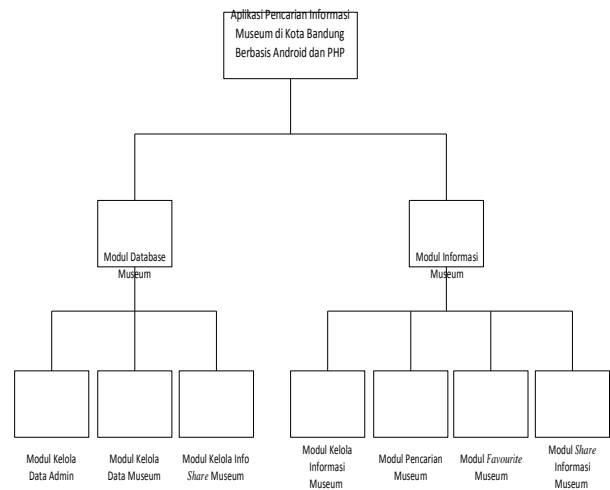 Aplikasi Pencarian Informasi
Museum di Kota Bandung
Berbasis Android dan PHP
Modul Database
Museum
Modul Informasi
Museum
Modul Kelola
Data Admin
Modul Kelola
Data Museum
Modul Kelola Info
Share Museum
Modul Kelola
Informasi
Museum
Modul Pencarian
Museum
Modul Favourite
Museum
Modul Share
Informasi
Museum